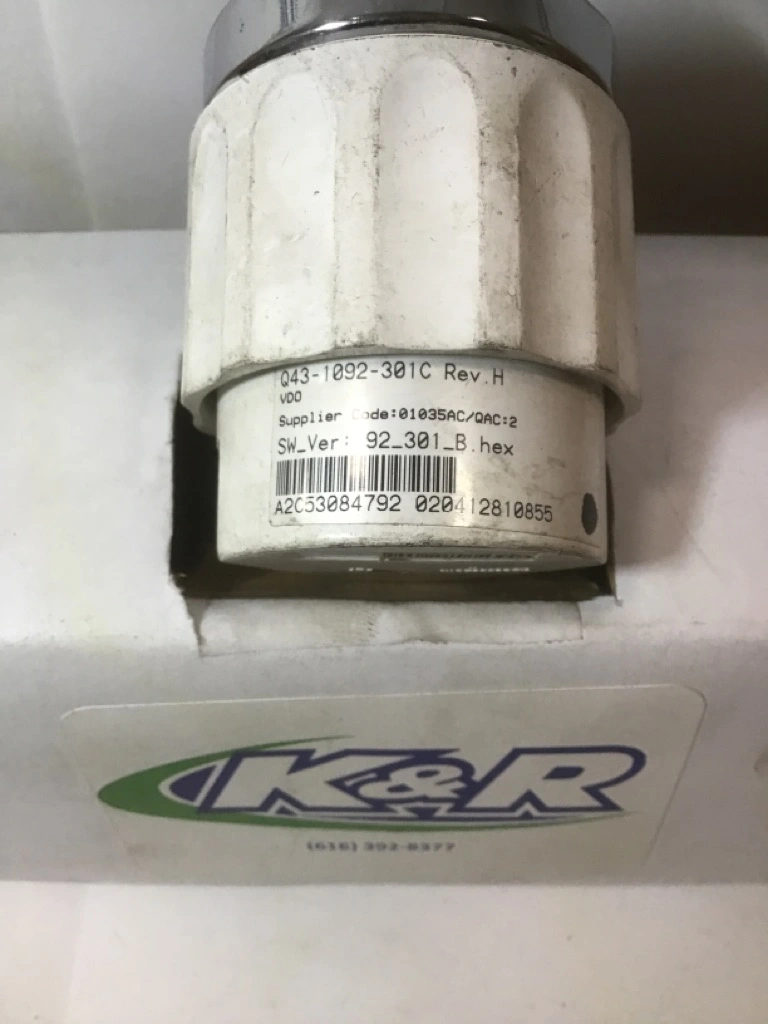 Q43-1092-301C Rev.H
VDO
Supplier Code:01035AC/QAC:2
SW_Ver: 92_301_B.hex
A2C53084792 020412810855
K&R
(616) 392-8377